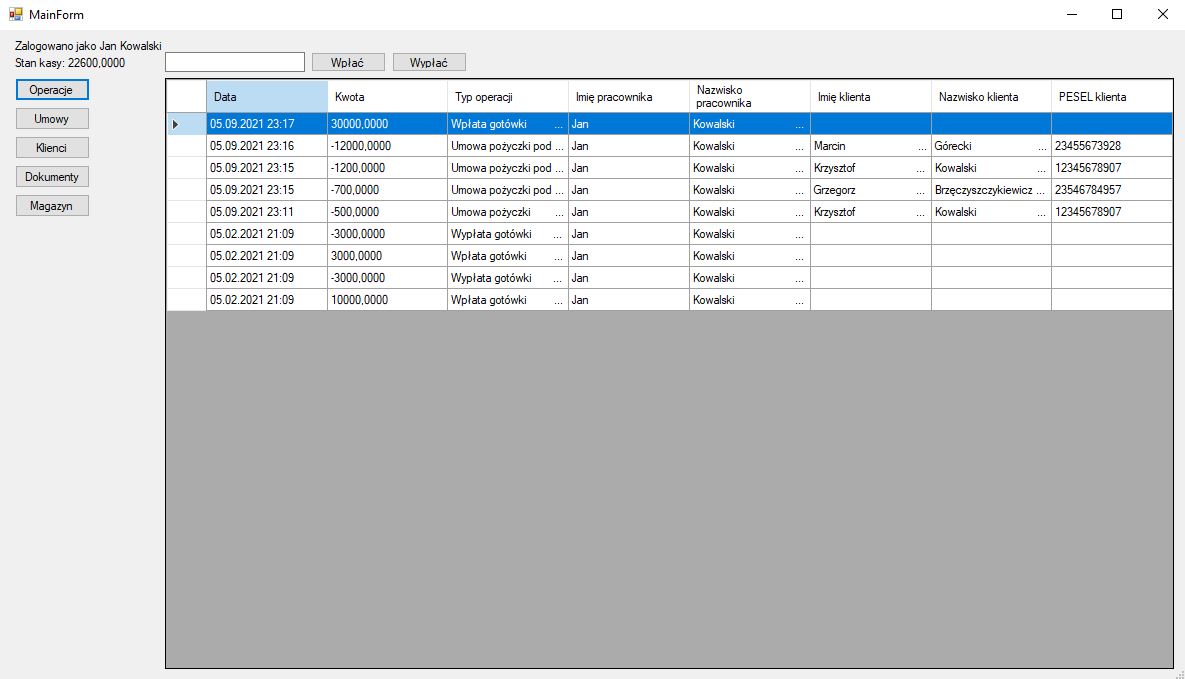 MainForm
Zalogowano jako Jan Kowalski
Stan kasy: 22600,0000
Wpłać Wypłać
Operacje
Umowy
Klienci
Dokumenty
Magazyn
Data Kwota Typ operacji Imię pracownika Nazwisko pracownika Imię klienta Nazwisko klienta PESEL klienta
05.09.2021 23:17 30000,0000 Wpłata gotówki ... Jan Kowalski ...
05.09.2021 23:16 -12000,0000 Umowa pożyczki pod ... Jan Kowalski ... Marcin ... Górecki ... 23455673928
05.09.2021 23:15 -1200,0000 Umowa pożyczki pod ... Jan Kowalski ... Krzysztof ... Kowalski ... 12345678907
05.09.2021 23:15 -700,0000 Umowa pożyczki pod ... Jan Kowalski ... Grzegorz ... Brzęczyszczykiewicz ... 23546784957
05.09.2021 23:11 -500,0000 Umowa pożyczki ... Jan Kowalski ... Krzysztof ... Kowalski ... 12345678907
05.02.2021 21:09 -3000,0000 Wypłata gotówki ... Jan Kowalski ...
05.02.2021 21:09 3000,0000 Wpłata gotówki ... Jan Kowalski ...
05.02.2021 21:09 -3000,0000 Wypłata gotówki ... Jan Kowalski ...
05.02.2021 21:09 10000,0000 Wpłata gotówki ... Jan Kowalski ...